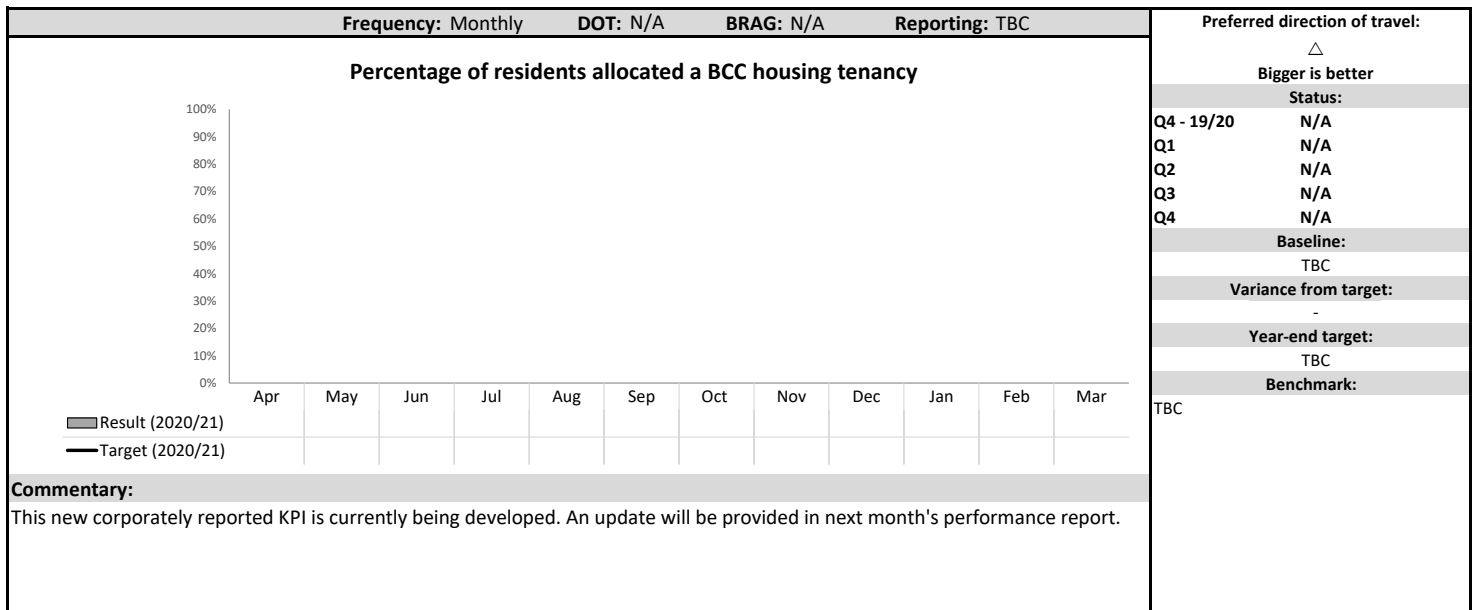 Frequency: Monthly DOT: N/A BRAG: N/A Reporting: TBC
Percentage of residents allocated a BCC housing tenancy
100%
90%
80%
70%
60%
50%
40%
30%
20%
10%
0%
Apr May Jun Jul Aug Sep Oct Nov Dec Jan Feb Mar
Result (2020/21)
Target (2020/21)
Commentary:
This new corporately reported KPI is currently being developed. An update will be provided in next month's performance report.
Preferred direction of travel:
△
Bigger is better
Status:
Q4 - 19/20 N/A
Q1 N/A
Q2 N/A
Q3 N/A
Q4 N/A
Baseline:
TBC
Variance from target:
-
Year-end target:
TBC
Benchmark:
TBC